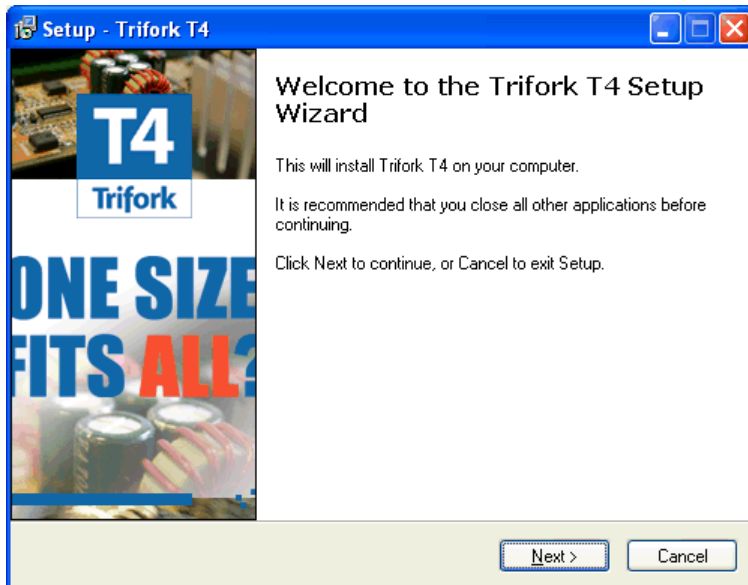 Setup - Trifork T4
T4
Trifork
ONE SIZE
FITS ALL?
Welcome to the Trifork T4 Setup
Wizard
This will install Trifork T4 on your computer.
It is recommended that you close all other applications before
continuing.
Click Next to continue, or Cancel to exit Setup.
Next >
Cancel